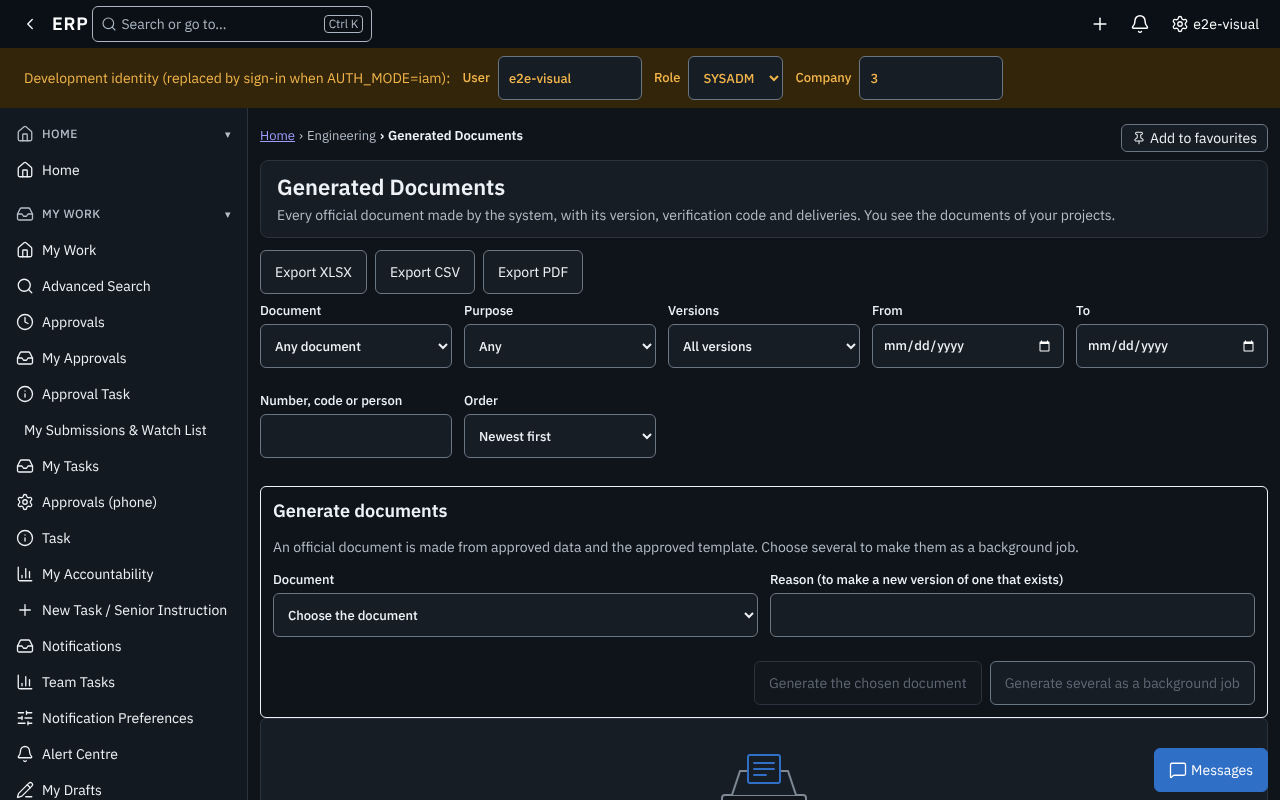 ERP
Search or go to...
Ctrl K
e2e-visual
Development identity (replaced by sign-in when AUTH_MODE=iam):
User
e2e-visual
Role
SYSADM
Company
3
HOME
Home
MY WORK
My Work
Advanced Search
Approvals
My Approvals
Approval Task
My Submissions & Watch List
My Tasks
Approvals (phone)
Task
My Accountability
New Task / Senior Instruction
Notifications
Team Tasks
Notification Preferences
Alert Centre
My Drafts
Home › Engineering › Generated Documents
Add to favourites
Generated Documents
Every official document made by the system, with its version, verification code and deliveries. You see the documents of your projects.
Export XLSX
Export CSV
Export PDF
Document
Purpose
Versions
From
To
Any document
Any
All versions
mm/dd/yyyy
mm/dd/yyyy
Number, code or person
Order
Newest first
Generate documents
An official document is made from approved data and the approved template. Choose several to make them as a background job.
Document
Reason (to make a new version of one that exists)
Choose the document
Generate the chosen document
Generate several as a background job
Messages